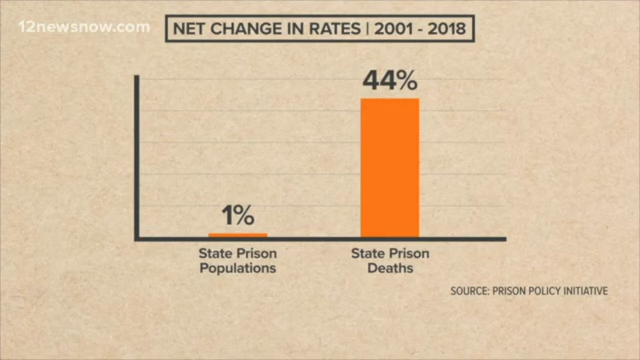 12newsnow.com
NET CHANGE IN RATES | 2001 - 2018
44%
1%
State Prison
Populations
State Prison
Deaths
SOURCE: PRISON POLICY INITIATIVE